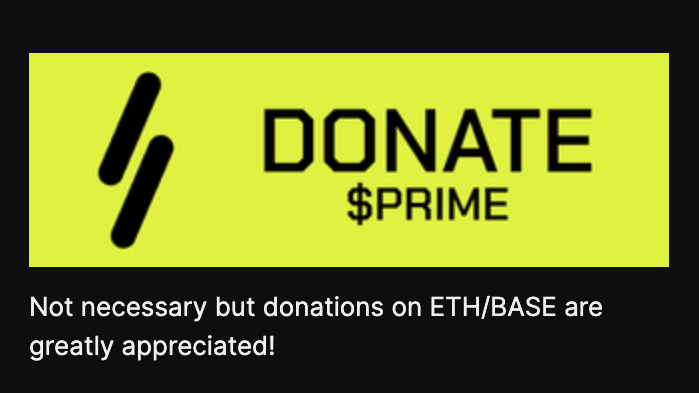 DONATE
$PRIME
Not necessary but donations on ETH/BASE are
greatly appreciated!